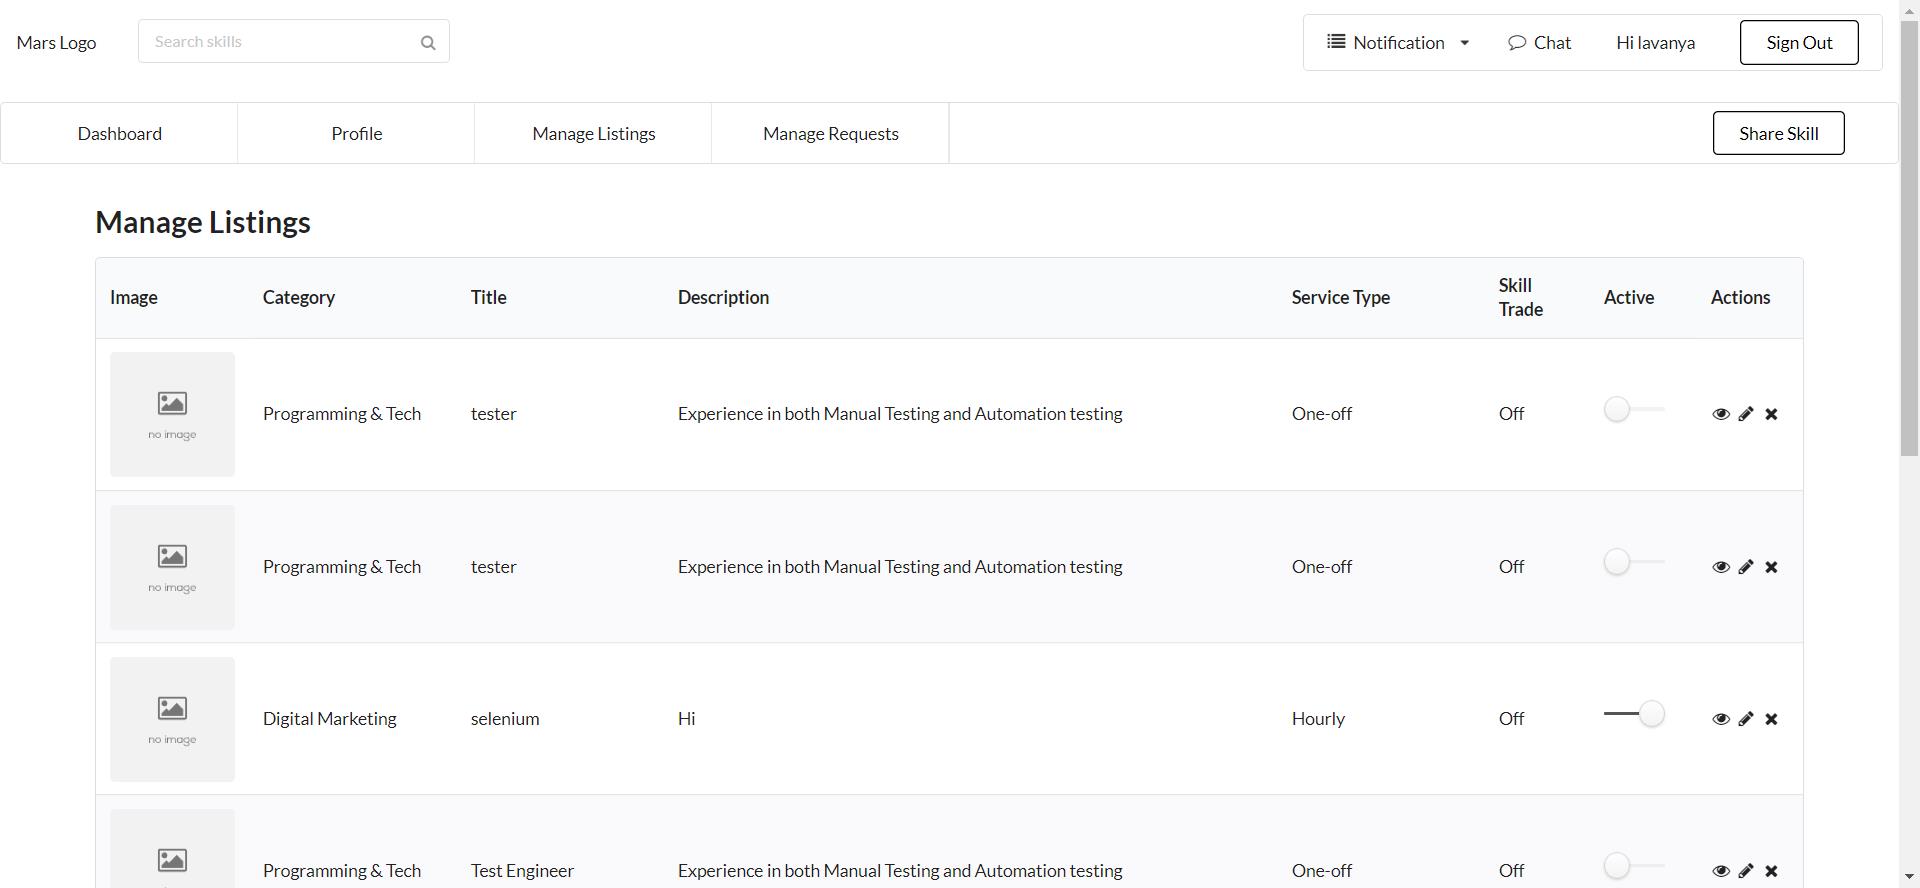 Mars Logo
Search skills
Notification
Chat
Hi lavanya
Sign Out
Dashboard
Profile
Manage Listings
Manage Requests
Share Skill
Manage Listings
Image
Category
Title
Description
Service Type
Skill
Trade
Active
Actions
no image
Programming & Tech
tester
Experience in both Manual Testing and Automation testing
One-off
Off
no image
Programming & Tech
tester
Experience in both Manual Testing and Automation testing
One-off
Off
no image
Digital Marketing
selenium
Hi
Hourly
Off
Programming & Tech
Test Engineer
Experience in both Manual Testing and Automation testing
One-off
Off